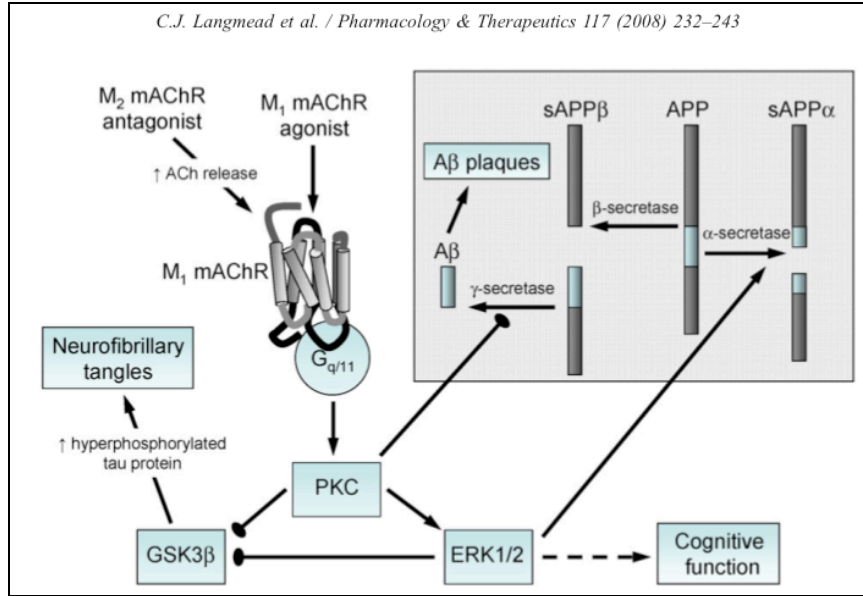 C.J. Langmead et al. / Pharmacology & Therapeutics 117 (2008) 232–243
M₂ mAChR
antagonist
M₁ mAChR
agonist
↑ ACh release
M₁ mAChR
Gq/11
sAPPβ
APP
sAPPα
Aβ plaques
β-secretase
α-secretase
Aβ
γ-secretase
Neurofibrillary
tangles
↑ hyperphosphorylated
tau protein
PKC
GSK3β
ERK1/2
Cognitive
function